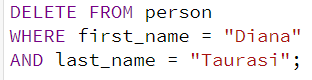 DELETE FROM person
WHERE first_name = "Diana"
AND last_name = "Taurasi";